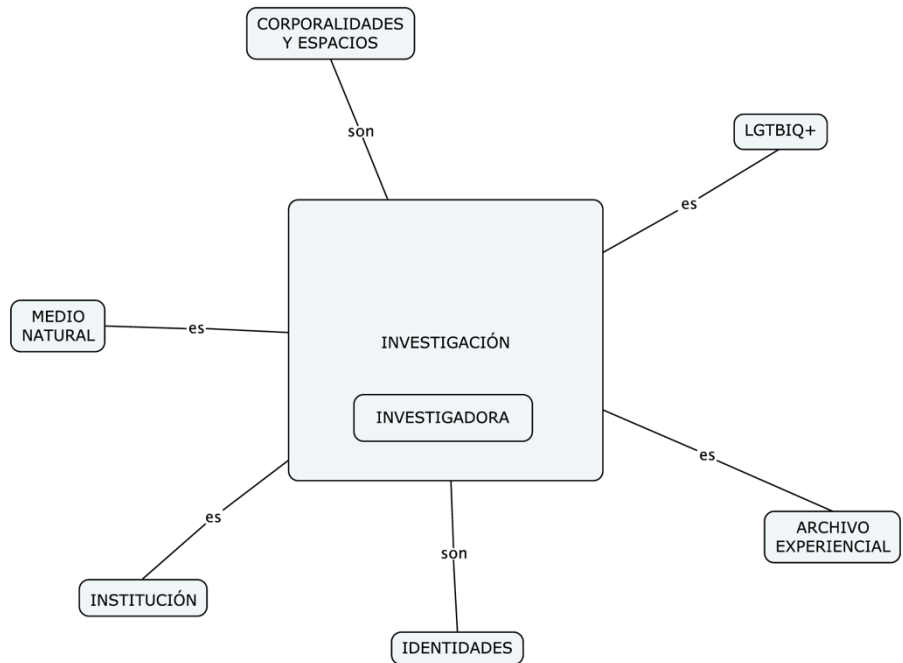 CORPORALIDADES
Y ESPACIOS
son
LGTBIQ+
es
MEDIO
NATURAL
es
INVESTIGACIÓN
INVESTIGADORA
es
ARCHIVO
EXPERIENCIAL
es
INSTITUCIÓN
son
IDENTIDADES